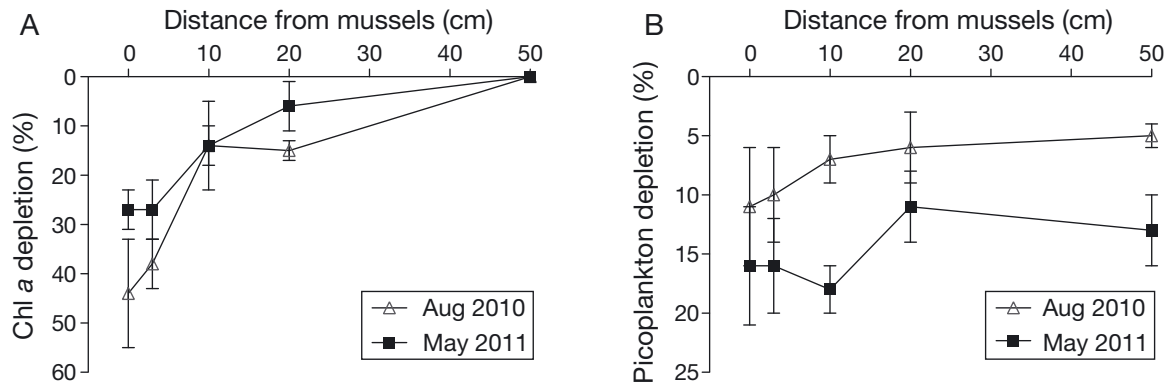 A
Distance from mussels (cm)
0 10 20 30 40 50
0
10
20
30
40
50
60
Chl a depletion (%)
Aug 2010
May 2011
B
Distance from mussels (cm)
0 10 20 30 40 50
0
5
10
15
20
25
Picoplankton depletion (%)
Aug 2010
May 2011